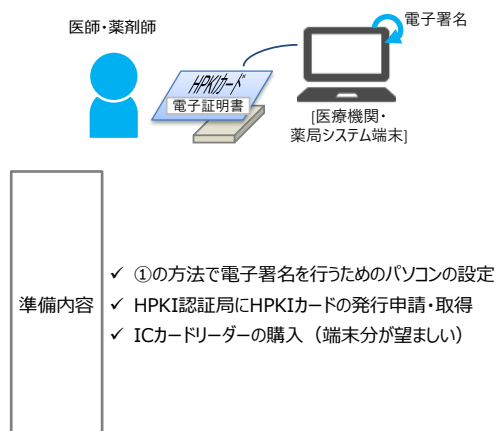 医師・薬剤師
電子署名
HPKIカード
電子証明書
[医療機関・
薬局システム端末]
準備内容
✓ ①の方法で電子署名を行うためのパソコンの設定
✓ HPKI認証局にHPKIカードの発行申請・取得
✓ ICカードリーダーの購入（端末分が望ましい）